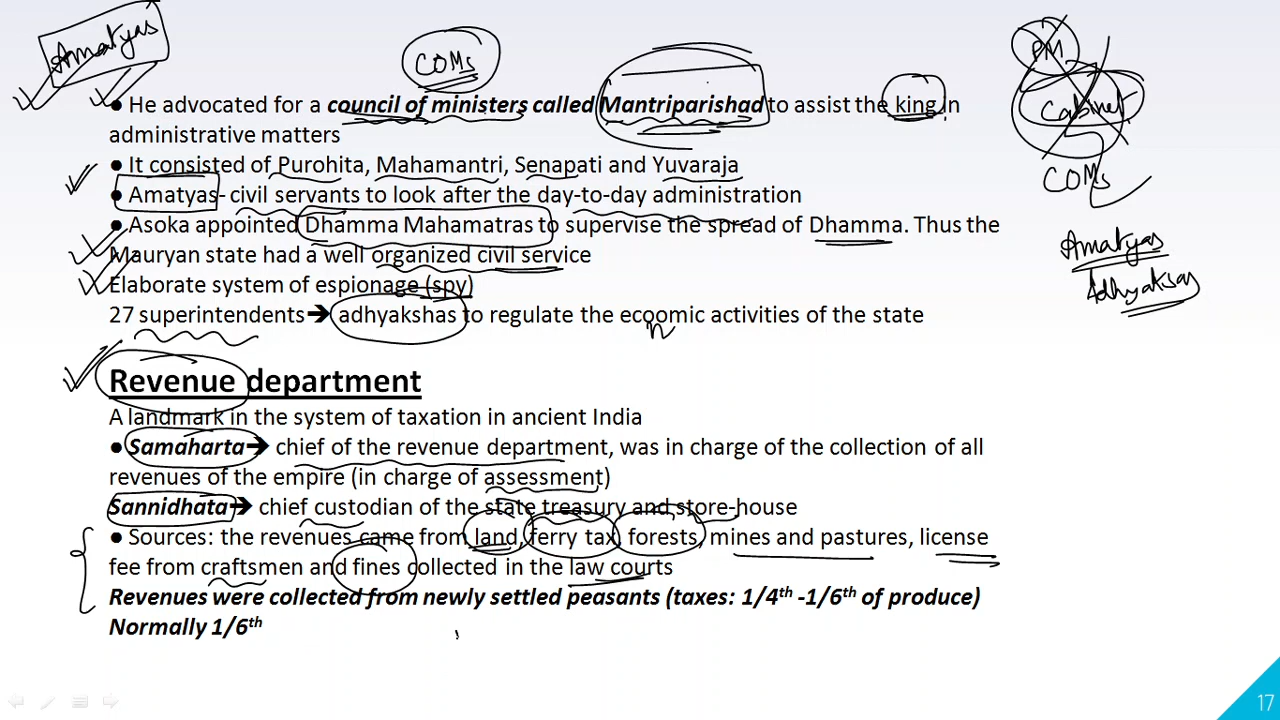 Amatyas
COMs
PM
Cabinet
COMs
Amatyas
Adhyaksas
● He advocated for a council of ministers called Mantriparishad to assist the king in
administrative matters
● It consisted of Purohita, Mahamantri, Senapati and Yuvaraja
● Amatyas- civil servants to look after the day-to-day administration
● Asoka appointed Dhamma Mahamatras to supervise the spread of Dhamma. Thus the
Mauryan state had a well organized civil service
Elaborate system of espionage (spy)
27 superintendents➔ adhyakshas to regulate the ecoomic activities of the state
n
Revenue department
A landmark in the system of taxation in ancient India
● Samaharta➔ chief of the revenue department, was in charge of the collection of all
revenues of the empire (in charge of assessment)
Sannidhata➔ chief custodian of the state treasury and store-house
● Sources: the revenues came from land, ferry tax, forests, mines and pastures, license
fee from craftsmen and fines collected in the law courts
Revenues were collected from newly settled peasants (taxes: 1/4th -1/6th of produce)
Normally 1/6th
17